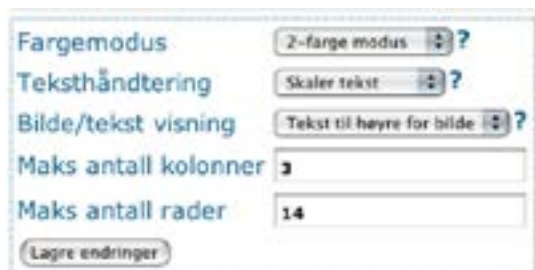 Fargemodus 2-farge modus ?
Teksthåndtering Skaler tekst ?
Bilde/tekst visning Tekst til høyre for bilde ?
Maks antall kolonner 3
Maks antall rader 14
Lagre endringer